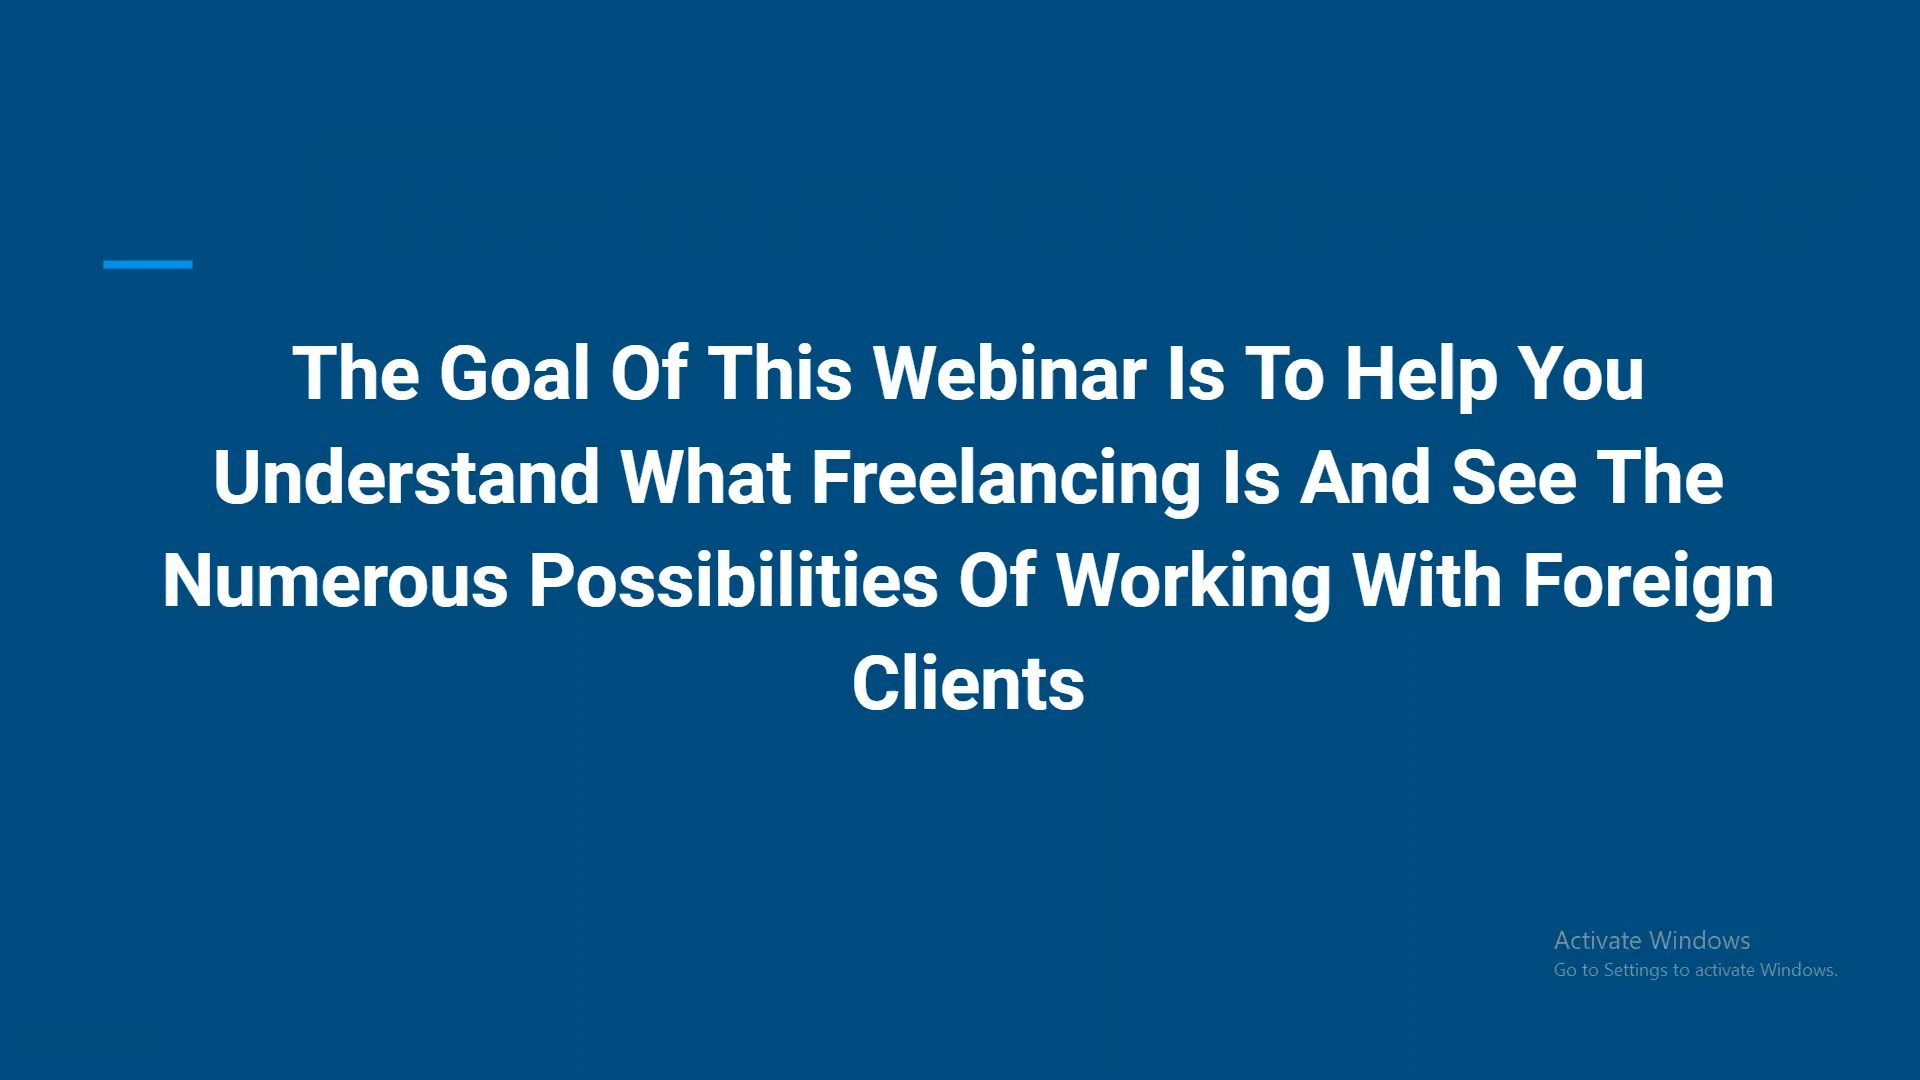 The Goal Of This Webinar Is To Help You
Understand What Freelancing Is And See The
Numerous Possibilities Of Working With Foreign
Clients
Activate Windows
Go to Settings to activate Windows.